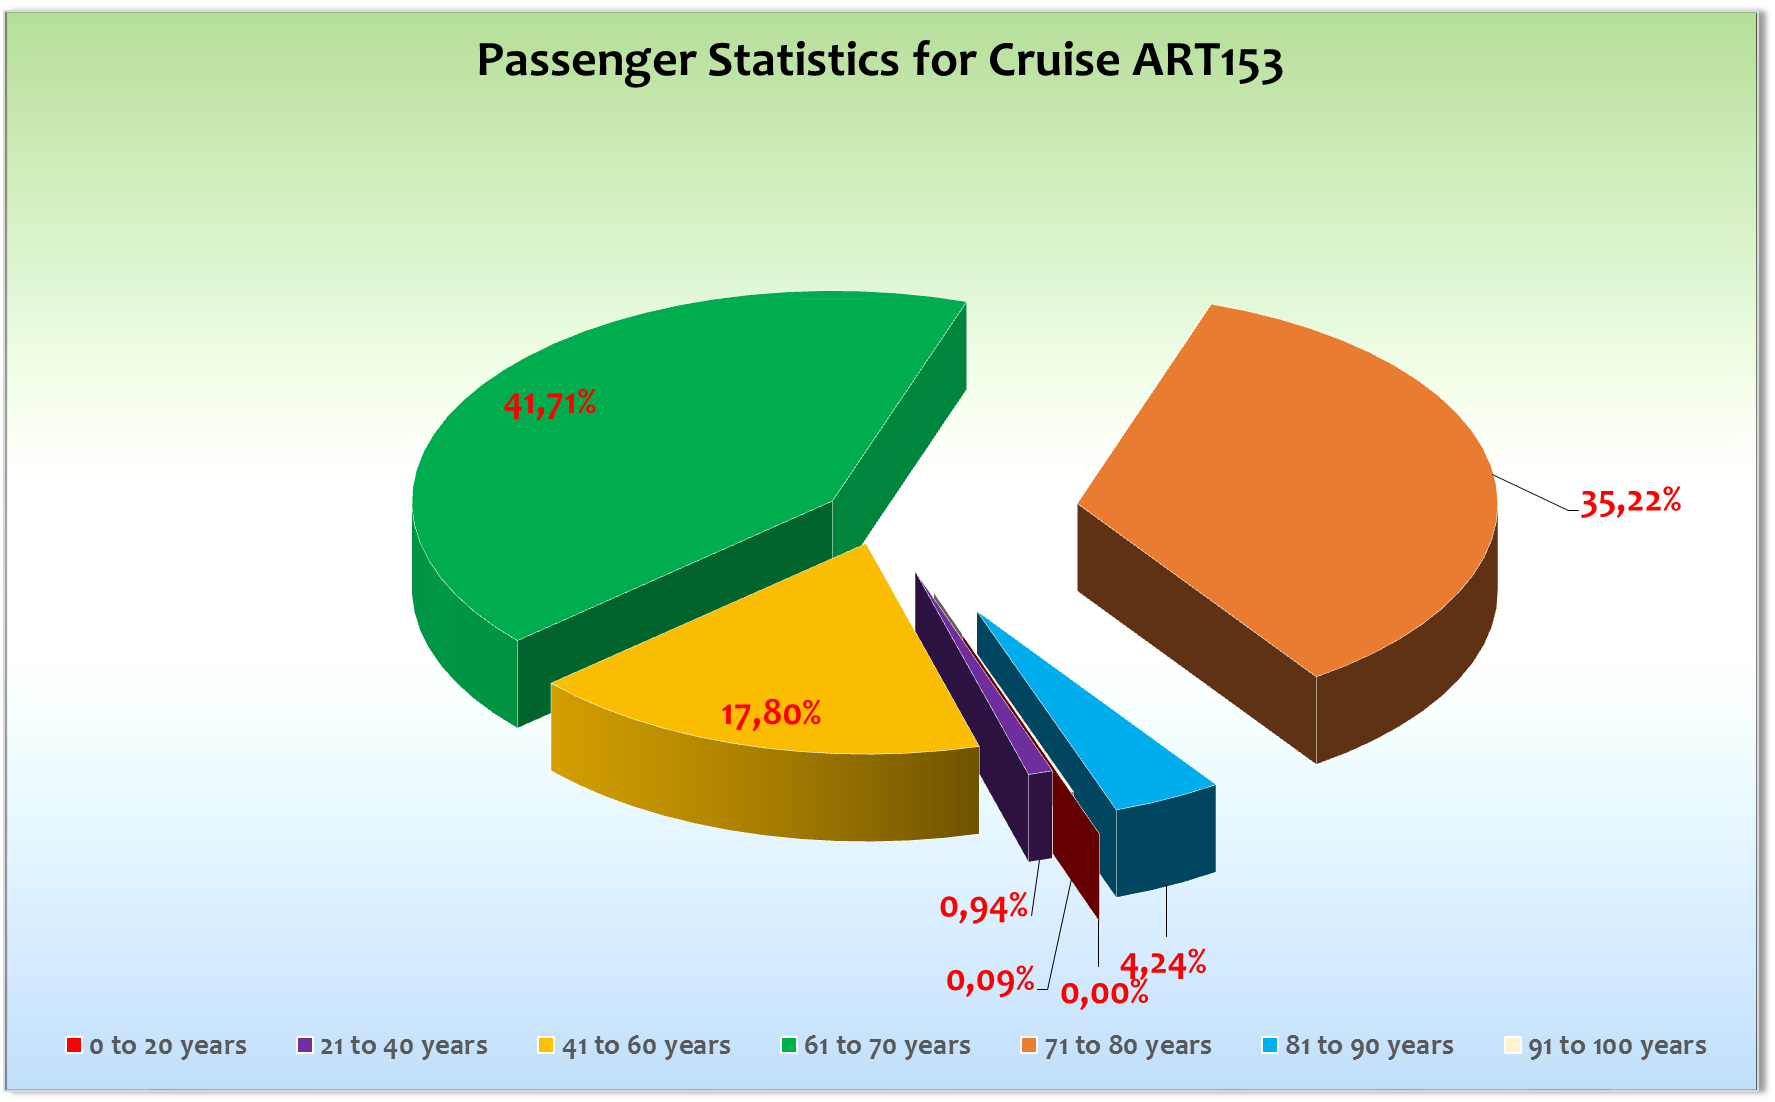 Passenger Statistics for Cruise ART153
41,71%
35,22%
17,80%
0,94%
4,24%
0,09%
0,00%
0 to 20 years
21 to 40 years
41 to 60 years
61 to 70 years
71 to 80 years
81 to 90 years
91 to 100 years